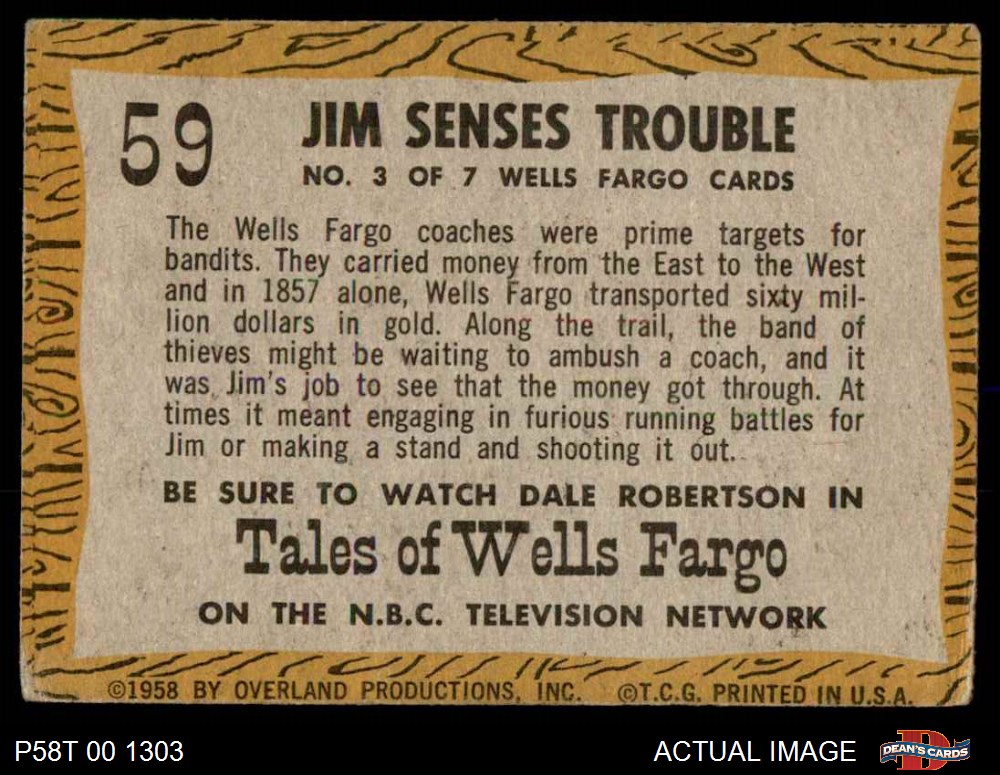 59
JIM SENSES TROUBLE
NO. 3 OF 7 WELLS FARGO CARDS
The Wells Fargo coaches were prime targets for
bandits. They carried money from the East to the West
and in 1857 alone, Wells Fargo transported sixty mil-
lion dollars in gold. Along the trail, the band of
thieves might be waiting to ambush a coach, and it
was Jim's job to see that the money got through. At
times it meant engaging in furious running battles for
Jim or making a stand and shooting it out.
BE SURE TO WATCH DALE ROBERTSON IN
Tales of Wells Fargo
ON THE N.B.C. TELEVISION NETWORK
©1958 BY OVERLAND PRODUCTIONS, INC. ©T.C.G. PRINTED IN U.S.A.
P58T 00 1303
ACTUAL IMAGE
DEAN'S CARDS